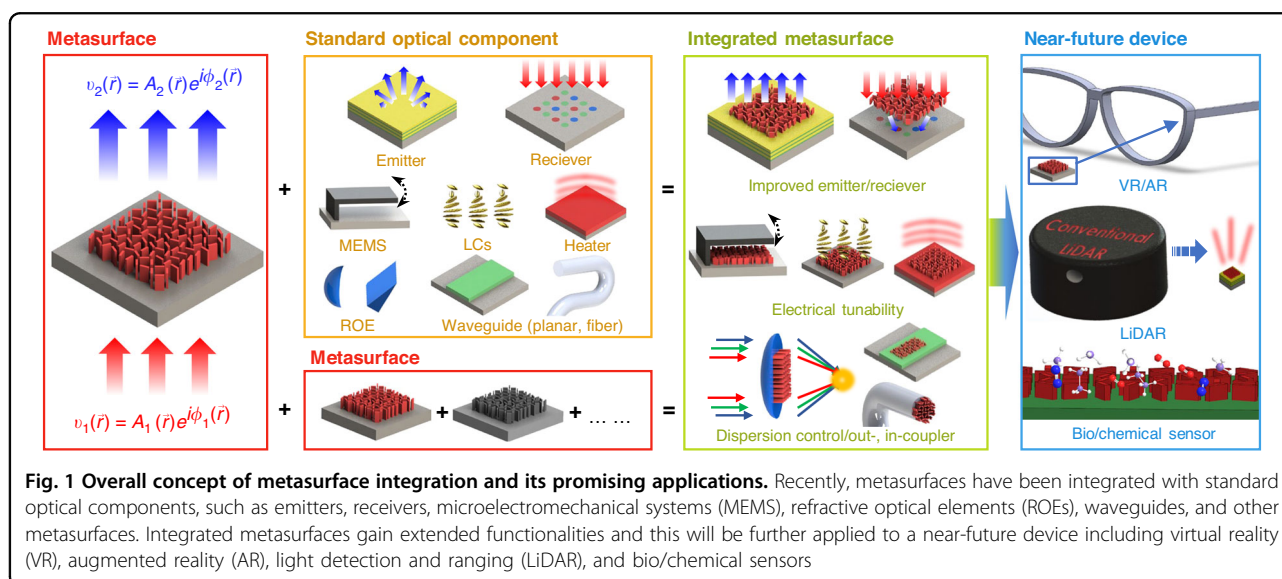 Metasurface
υ₂(r⃗) = A₂(r⃗)e^{iϕ₂(r⃗)}
υ₁(r⃗) = A₁(r⃗)e^{iϕ₁(r⃗)}
+
+
Standard optical component
Emitter
Reciever
MEMS
LCs
Heater
ROE
Waveguide (planar, fiber)
Metasurface
+ + ... ...
=
=
Integrated metasurface
Improved emitter/reciever
Electrical tunability
Dispersion control/out-, in-coupler
Near-future device
VR/AR
Conventional
LiDAR
LiDAR
Bio/chemical sensor
Fig. 1 Overall concept of metasurface integration and its promising applications. Recently, metasurfaces have been integrated with standard
optical components, such as emitters, receivers, microelectromechanical systems (MEMS), refractive optical elements (ROEs), waveguides, and other
metasurfaces. Integrated metasurfaces gain extended functionalities and this will be further applied to a near-future device including virtual reality
(VR), augmented reality (AR), light detection and ranging (LiDAR), and bio/chemical sensors